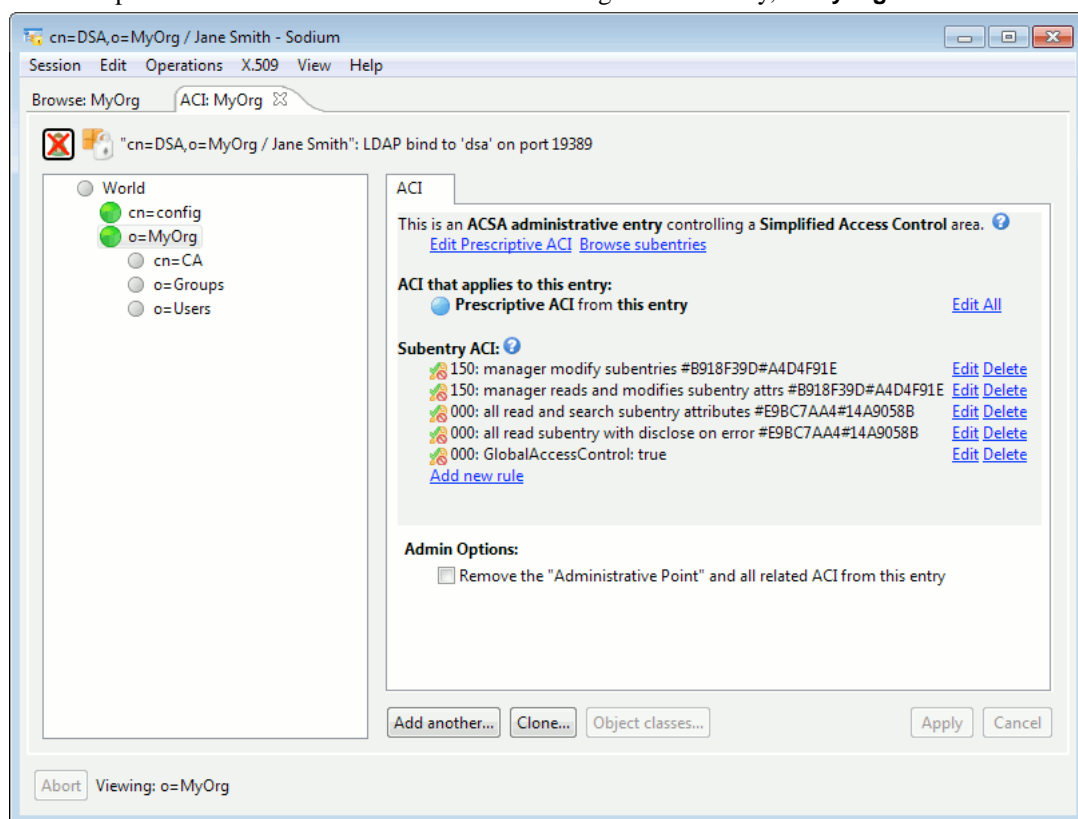 cn=DSA,o=MyOrg / Jane Smith - Sodium
Session Edit Operations X.509 View Help
Browse: MyOrg ACI: MyOrg
"cn=DSA,o=MyOrg / Jane Smith": LDAP bind to 'dsa' on port 19389
World
cn=config
o=MyOrg
cn=CA
o=Groups
o=Users
ACI
This is an ACSA administrative entry controlling a Simplified Access Control area.
Edit Prescriptive ACI Browse subentries
ACI that applies to this entry:
Prescriptive ACI from this entry Edit All
Subentry ACI:
150: manager modify subentries #B918F39D#A4D4F91E Edit Delete
150: manager reads and modifies subentry attrs #B918F39D#A4D4F91E Edit Delete
000: all read and search subentry attributes #E9BC7AA4#14A9058B Edit Delete
000: all read subentry with disclose on error #E9BC7AA4#14A9058B Edit Delete
000: GlobalAccessControl: true Edit Delete
Add new rule
Admin Options:
Remove the "Administrative Point" and all related ACI from this entry
Add another... Clone... Object classes... Apply Cancel
Abort Viewing: o=MyOrg